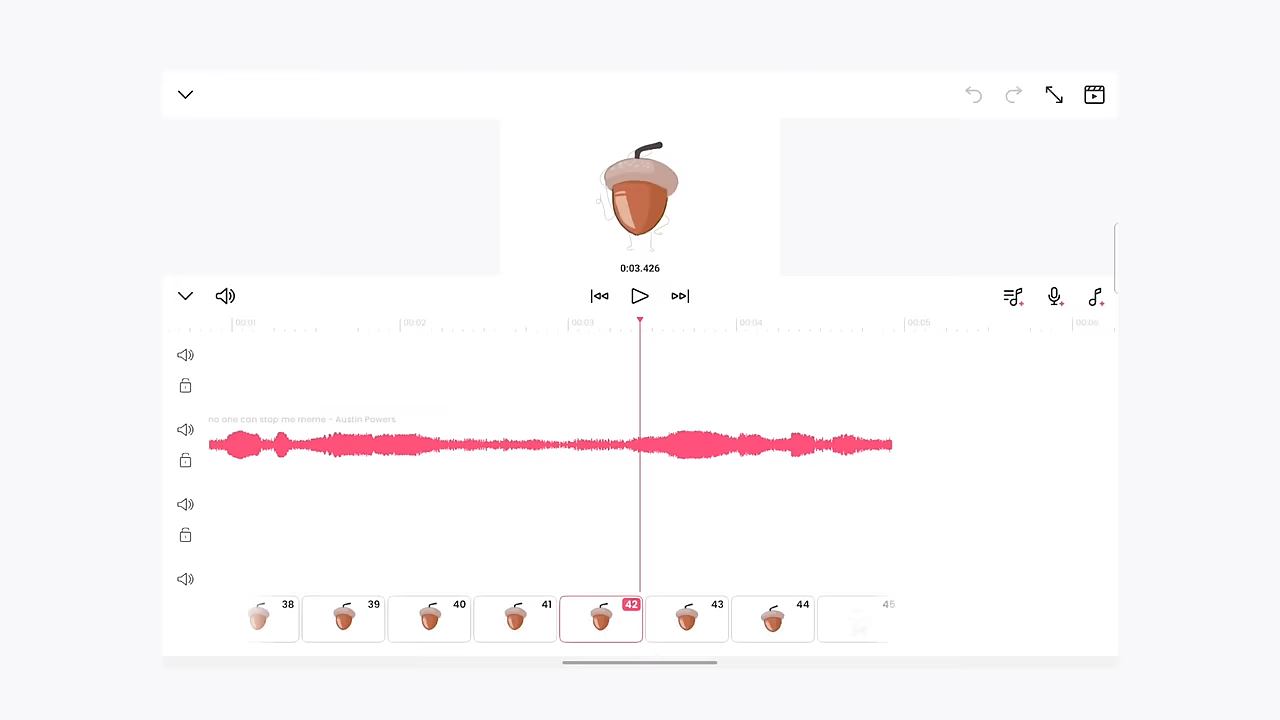 0:03.426
00:01 00:02 00:03 00:04 00:05 00:06
no one can stop me meme - Austin Powers
38 39 40 41 42 43 44 45